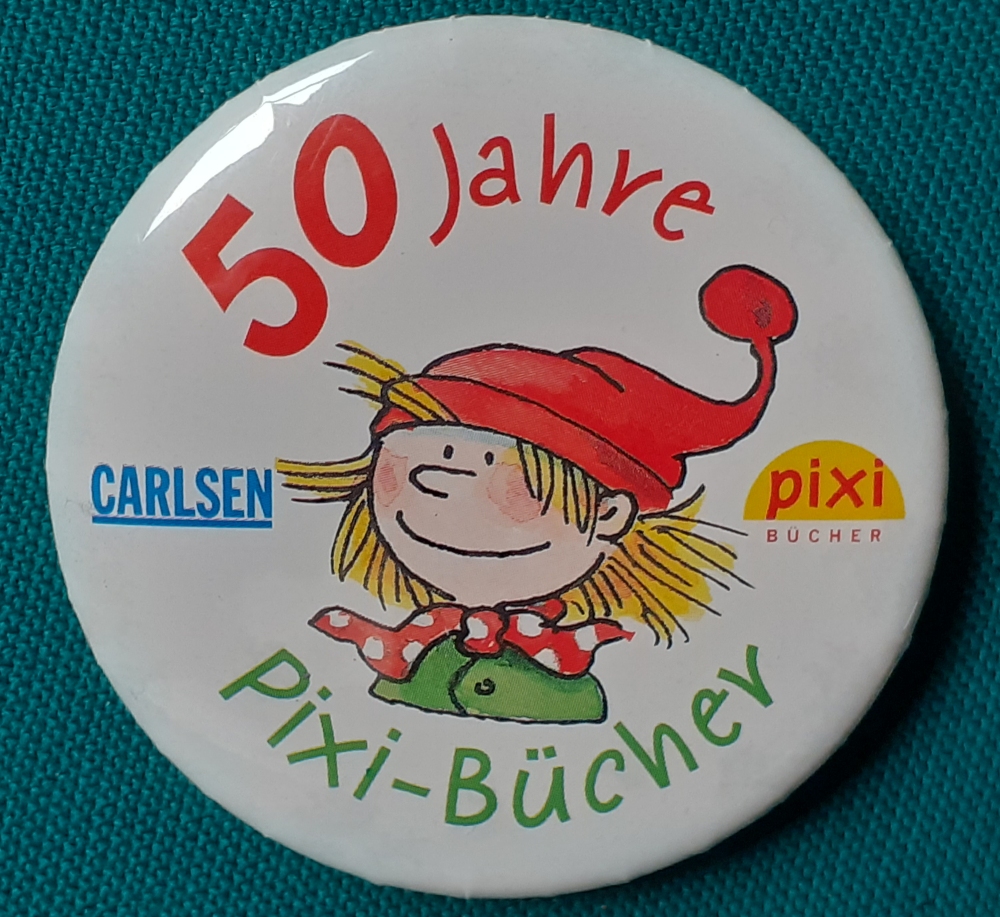 50 Jahre
CARLSEN
pixi
BÜCHER
Pixi-Bücher